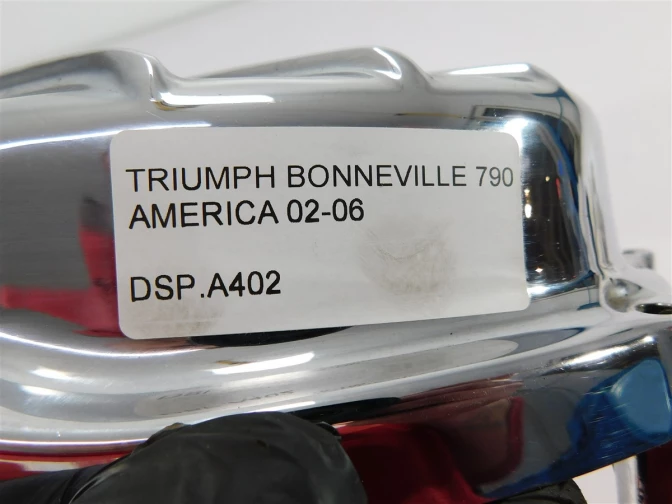 TRIUMPH BONNEVILLE 790
AMERICA 02-06
DSP.A402